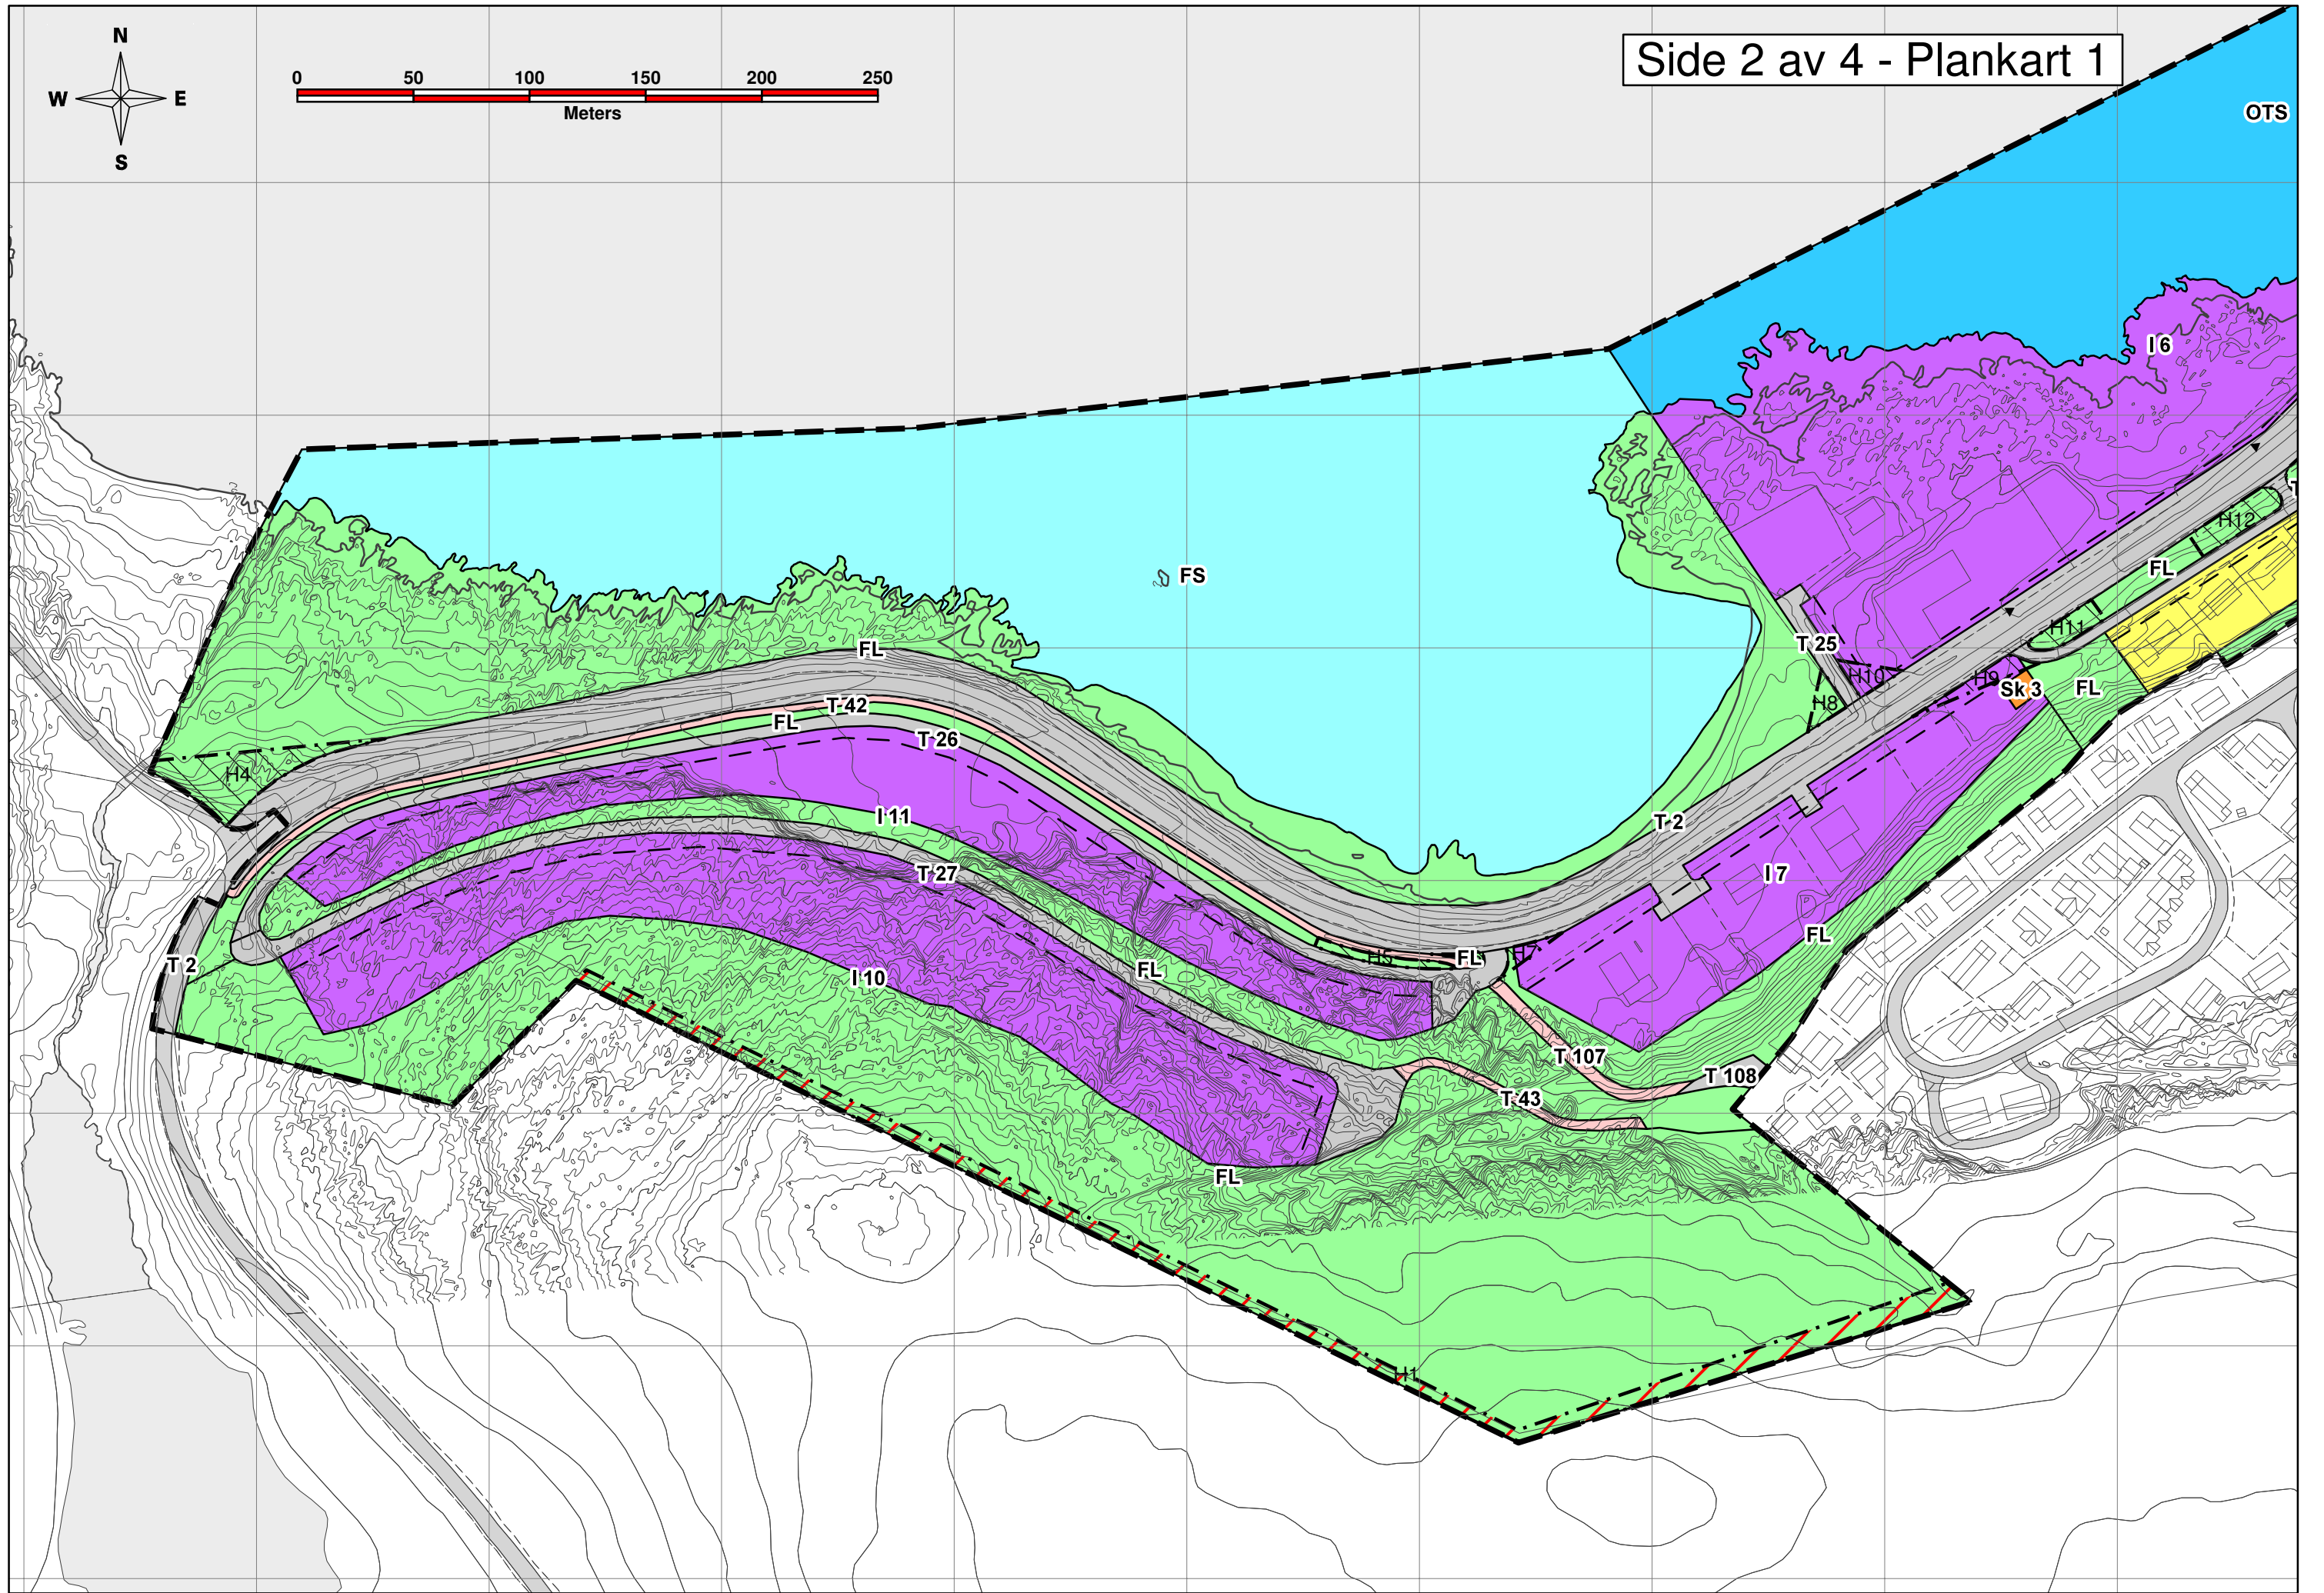 Side 2 av 4 - Plankart 1
N
W E
S
0 50 100 150 200 250
Meters
OTS
I 6
H12
FL
FS
H11
T 25
FL
H10
H9
Sk 3
FL
H8
T 42
FL
T 26
H4
I 11
T 2
T 27
I 7
FL
H5
FL
T 2
FL
I 10
T 107
T 108
T 43
FL
H1